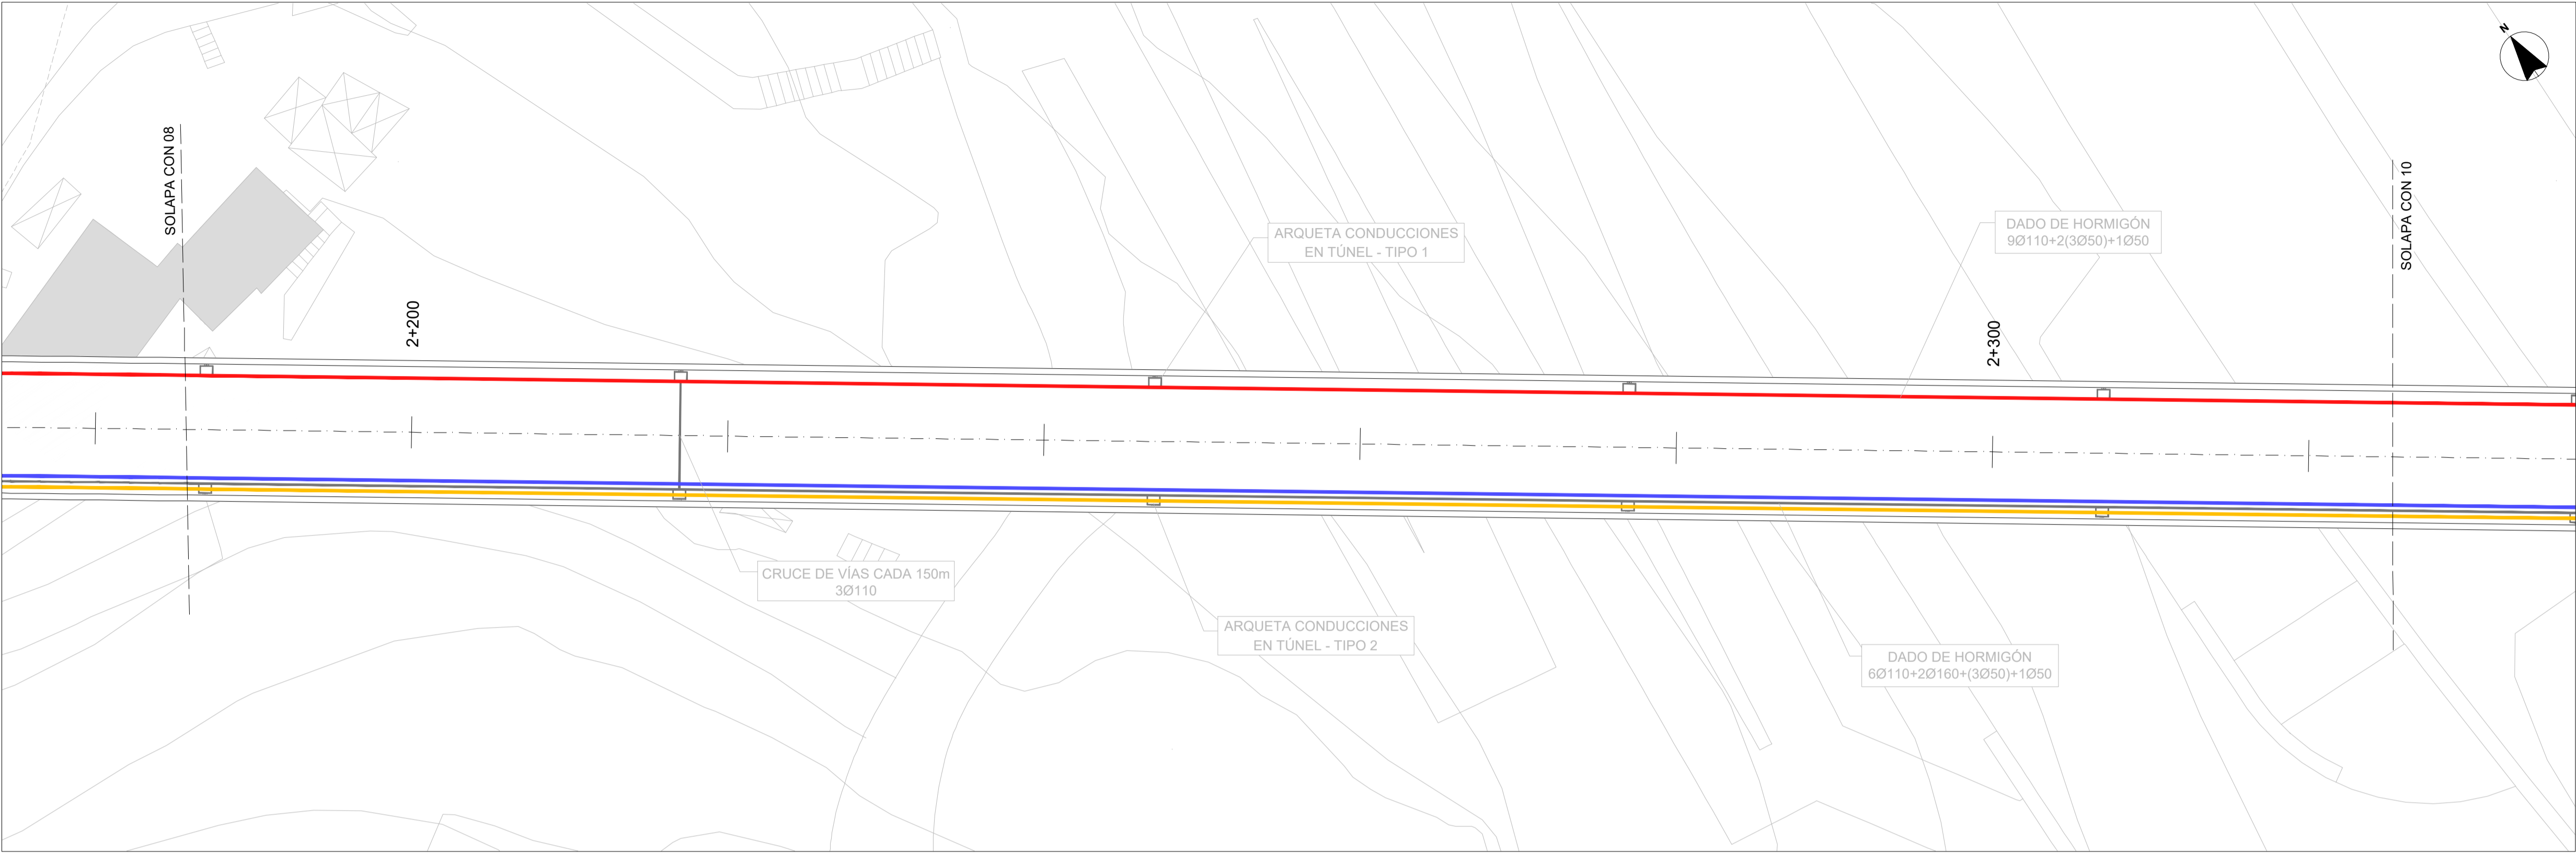 N
SOLAPA CON 08
SOLAPA CON 10
2+200
2+300
ARQUETA CONDUCCIONES
EN TÚNEL - TIPO 1
DADO DE HORMIGÓN
9Ø110+2(3Ø50)+1Ø50
CRUCE DE VÍAS CADA 150m
3Ø110
ARQUETA CONDUCCIONES
EN TÚNEL - TIPO 2
DADO DE HORMIGÓN
6Ø110+2Ø160+(3Ø50)+1Ø50